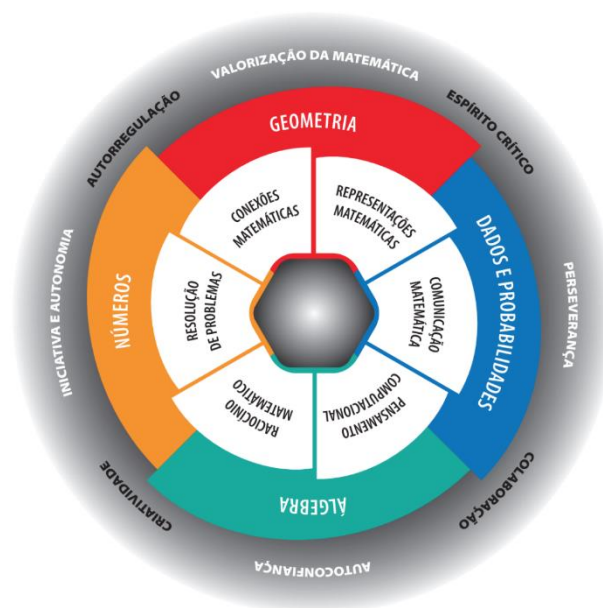 VALORIZAÇÃO DA MATEMÁTICA
ESPÍRITO CRÍTICO
PERSEVERANÇA
COLABORAÇÃO
AUTOCONFIANÇA
CRIATIVIDADE
INICIATIVA E AUTONOMIA
AUTORREGULAÇÃO
GEOMETRIA
DADOS E PROBABILIDADES
ÁLGEBRA
NÚMEROS
CONEXÕES
MATEMÁTICAS
REPRESENTAÇÕES
MATEMÁTICAS
COMUNICAÇÃO
MATEMÁTICA
PENSAMENTO
COMPUTACIONAL
RACIOCÍNIO
MATEMÁTICO
RESOLUÇÃO
DE PROBLEMAS